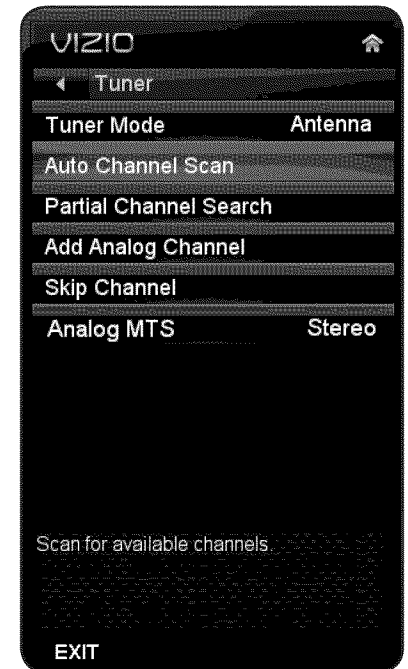 VIZIO
Tuner
Tuner Mode Antenna
Auto Channel Scan
Partial Channel Search
Add Analog Channel
Skip Channel
Analog MTS Stereo
Scan for available channels.
EXIT